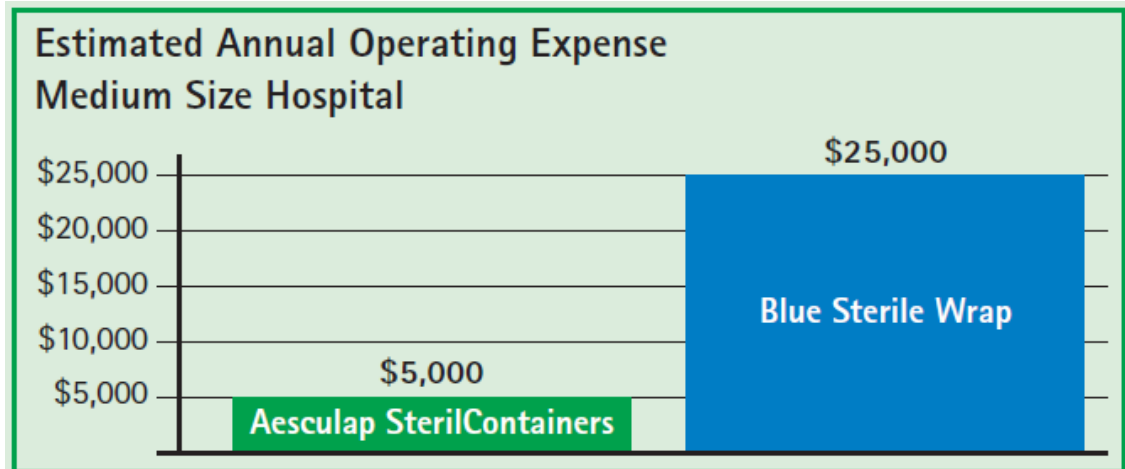 Estimated Annual Operating Expense
Medium Size Hospital
$25,000
$25,000
$20,000
$15,000
Blue Sterile Wrap
$10,000
$5,000
$5,000
Aesculap SterilContainers